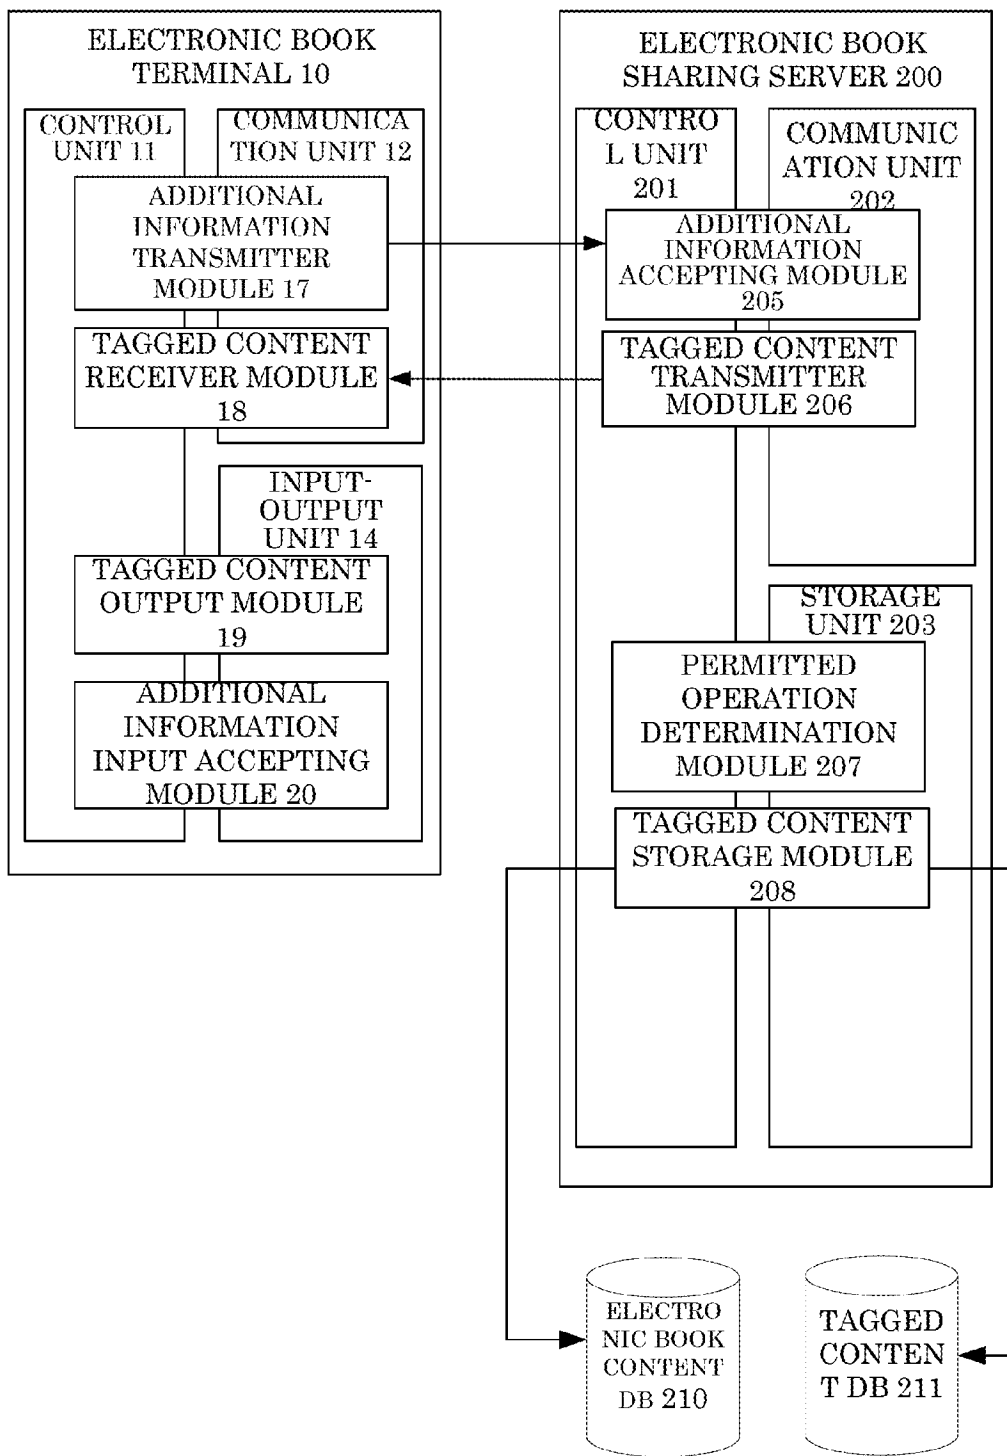 ELECTRONIC BOOK
TERMINAL 10
CONTROL
UNIT 11
COMMUNICA
TION UNIT 12
ADDITIONAL
INFORMATION
TRANSMITTER
MODULE 17
TAGGED CONTENT
RECEIVER MODULE
18
INPUT-
OUTPUT
UNIT 14
TAGGED CONTENT
OUTPUT MODULE
19
ADDITIONAL
INFORMATION
INPUT ACCEPTING
MODULE 20
ELECTRONIC BOOK
SHARING SERVER 200
CONTRO
L UNIT
201
COMMUNIC
ATION UNIT
202
ADDITIONAL
INFORMATION
ACCEPTING MODULE
205
TAGGED CONTENT
TRANSMITTER
MODULE 206
STORAGE
UNIT 203
PERMITTED
OPERATION
DETERMINATION
MODULE 207
TAGGED CONTENT
STORAGE MODULE
208
ELECTRO
NIC BOOK
CONTENT
DB 210
TAGGED
CONTEN
T DB 211